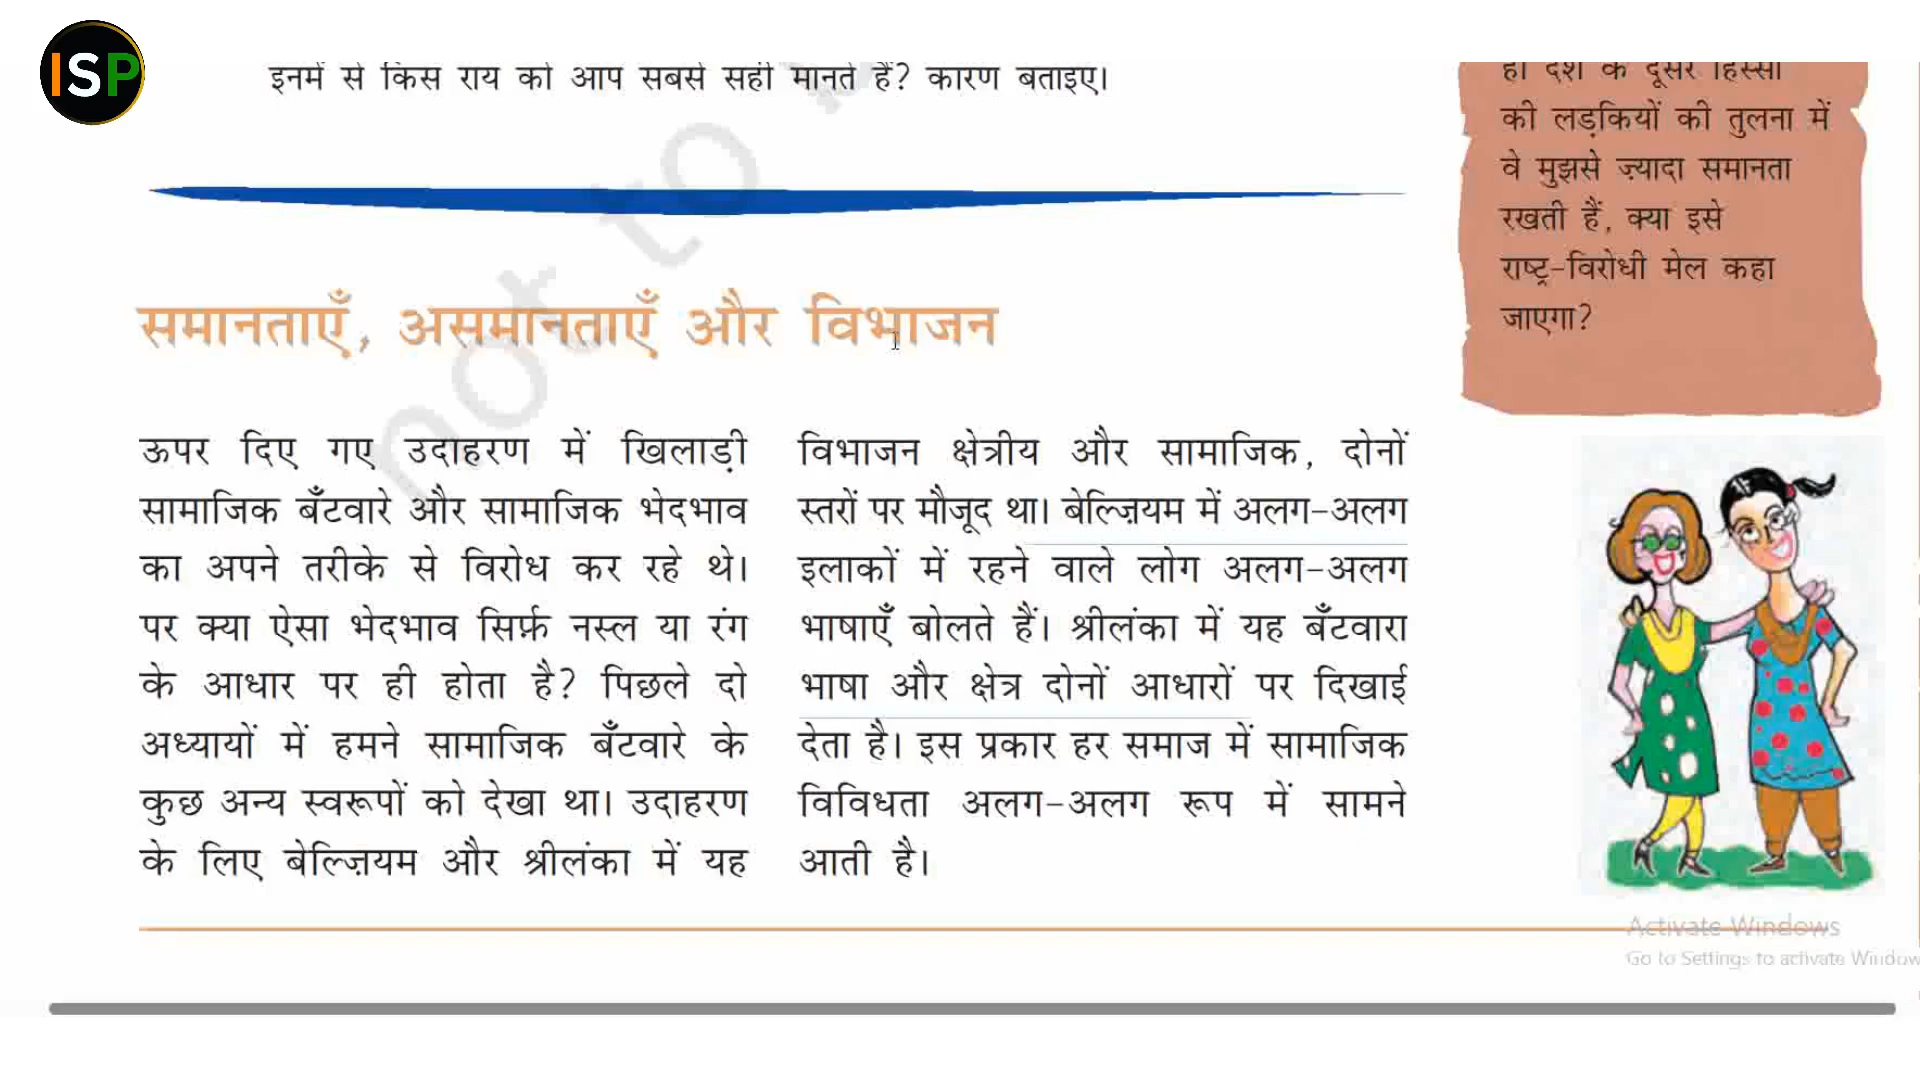 ISP
इनमें से किस राय को आप सबसे सही मानते हैं? कारण बताइए।
समानताएँ, असमानताएँ और विभाजन
ऊपर दिए गए उदाहरण में खिलाड़ी
सामाजिक बँटवारे और सामाजिक भेदभाव
का अपने तरीके से विरोध कर रहे थे।
पर क्या ऐसा भेदभाव सिर्फ़ नस्ल या रंग
के आधार पर ही होता है? पिछले दो
अध्यायों में हमने सामाजिक बँटवारे के
कुछ अन्य स्वरूपों को देखा था। उदाहरण
के लिए बेल्ज़ियम और श्रीलंका में यह
विभाजन क्षेत्रीय और सामाजिक, दोनों
स्तरों पर मौजूद था। बेल्ज़ियम में अलग-अलग
इलाकों में रहने वाले लोग अलग-अलग
भाषाएँ बोलते हैं। श्रीलंका में यह बँटवारा
भाषा और क्षेत्र दोनों आधारों पर दिखाई
देता है। इस प्रकार हर समाज में सामाजिक
विविधता अलग-अलग रूप में सामने
आती है।
हो देश के दूसरे हिस्सों
की लड़कियों की तुलना में
वे मुझसे ज़्यादा समानता
रखती हैं, क्या इसे
राष्ट्र-विरोधी मेल कहा
जाएगा?
not to
Activate Windows
Go to Settings to activate Window